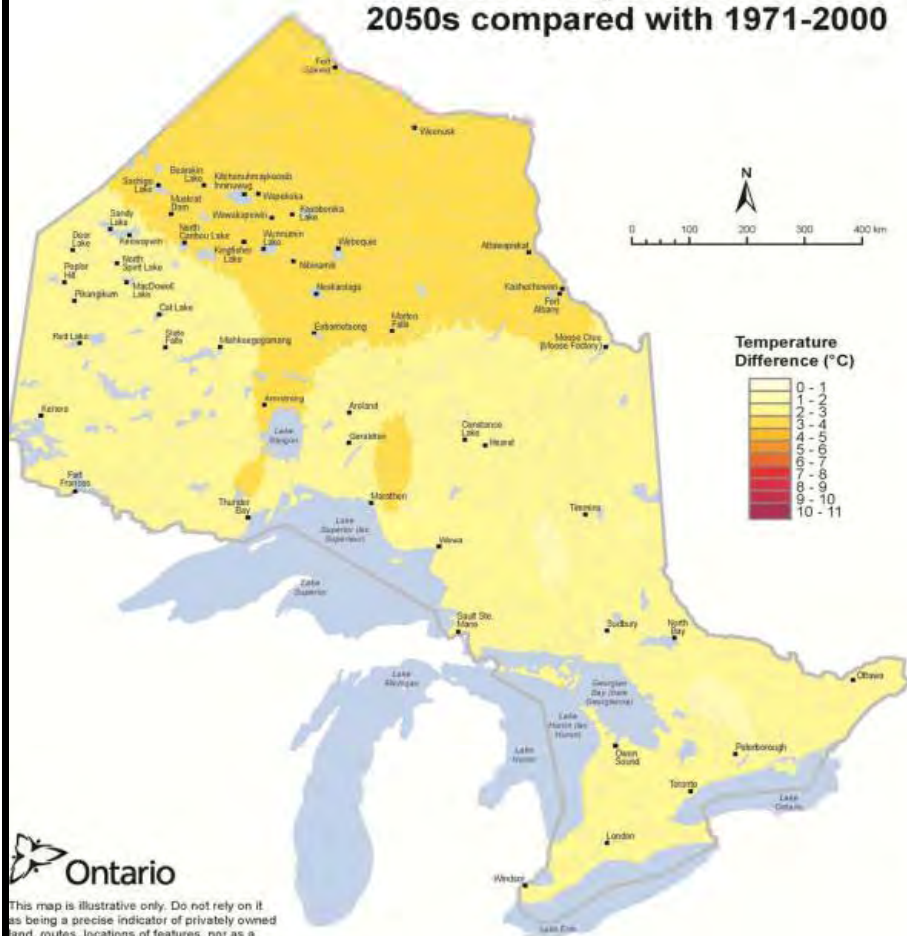 2050s compared with 1971-2000
Fort
Severn
Weenusk
Bearskin
Lake
Kitchenuhmaykoosib
Inninuwug
Sachigo
Lake
Wapekeka
Muskrat
Dam
Kasabonika
Lake
Wawakapewin
Sandy
Lake
Keewaywin
North
Caribou Lake
Wunnumin
Lake
Webequie
Kingfisher
Lake
Deer
Lake
North
Spirit Lake
Nibinamik
Attawapiskat
Poplar
Hill
MacDowell
Lake
Pikangikum
Neskantaga
Kashechewan
Fort
Albany
Cat Lake
Eabametoong
Marten
Falls
Moose Cree
(Moose Factory)
Red Lake
Slate
Falls
Mishkeegogamang
Armstrong
Aroland
Kenora
Lake
Nipigon
Geraldton
Constance
Lake
Hearst
Fort
Frances
Thunder
Bay
Marathon
Timmins
Lake
Superior (lac
Supérieur)
Wawa
Lake
Superior
Sault Ste.
Marie
Sudbury
North
Bay
Lake
Michigan
Georgian
Bay (baie
Georgienne)
Ottawa
Lake
Huron (lac
Huron)
Lake
Huron
Owen
Sound
Peterborough
Toronto
Lake
Ontario
London
Windsor
Lake Erie
N
0 100 200 300 400 km
Temperature
Difference (°C)
0 - 1
1 - 2
2 - 3
3 - 4
4 - 5
5 - 6
6 - 7
7 - 8
8 - 9
9 - 10
10 - 11
Ontario
This map is illustrative only. Do not rely on it
as being a precise indicator of privately owned
land, routes, locations of features, nor as a